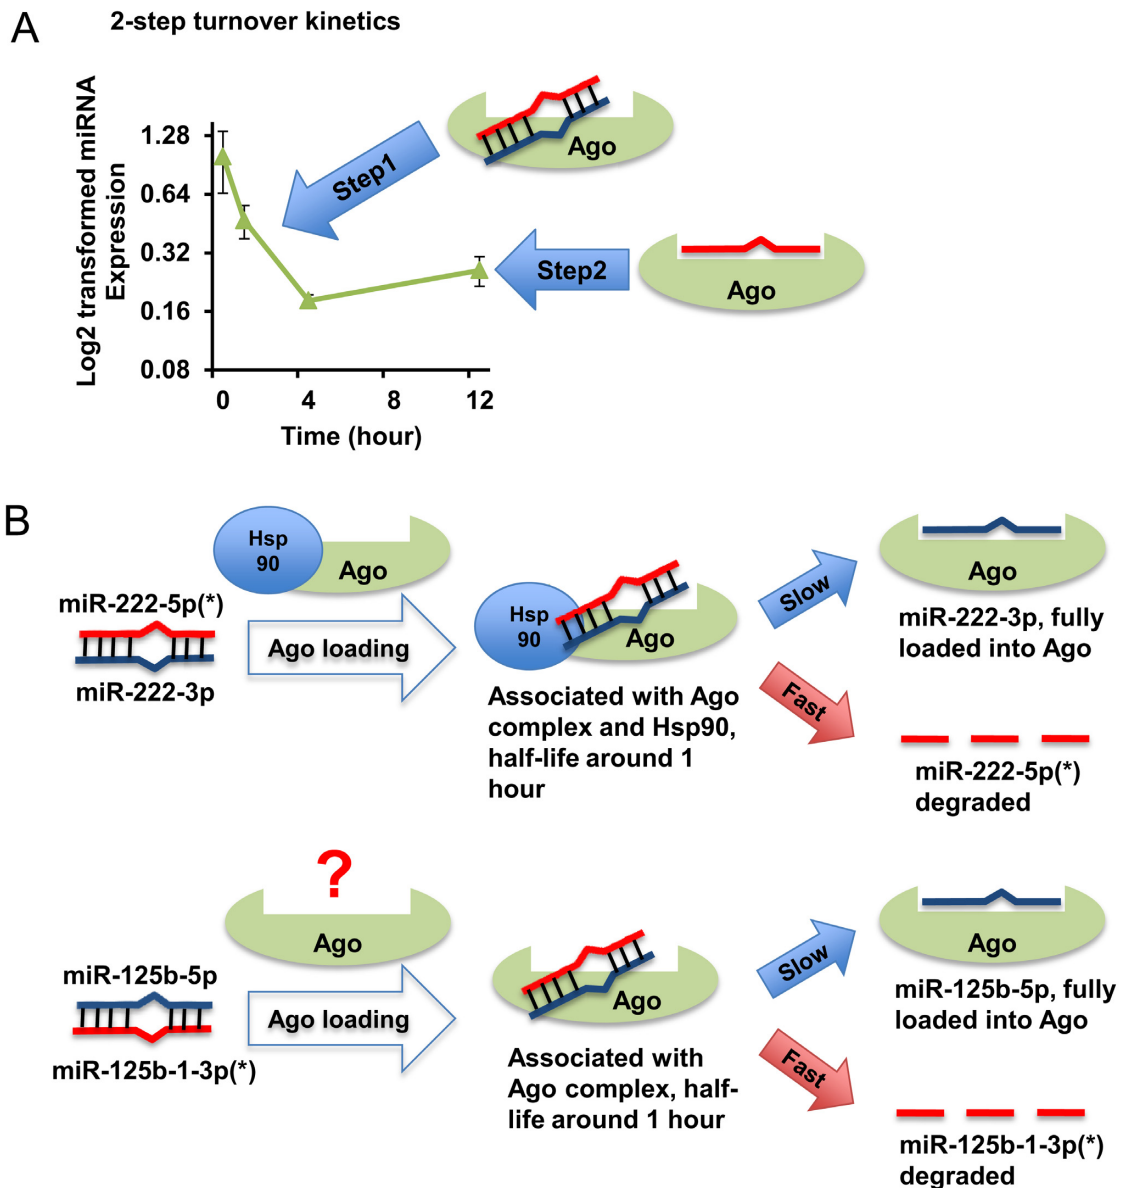 A
2-step turnover kinetics
Log2 transformed miRNA
Expression
1.28
0.64
0.32
0.16
0.08
0
4
8
12
Time (hour)
Step1
Ago
Step2
Ago
B
Hsp
90
Ago
miR-222-5p(*)
miR-222-3p
Ago loading
Hsp
90
Ago
Associated with Ago
complex and Hsp90,
half-life around 1
hour
Slow
Fast
Ago
miR-222-3p, fully
loaded into Ago
miR-222-5p(*)
degraded
?
Ago
miR-125b-5p
miR-125b-1-3p(*)
Ago loading
Ago
Associated with
Ago complex, half-
life around 1 hour
Slow
Fast
Ago
miR-125b-5p, fully
loaded into Ago
miR-125b-1-3p(*)
degraded